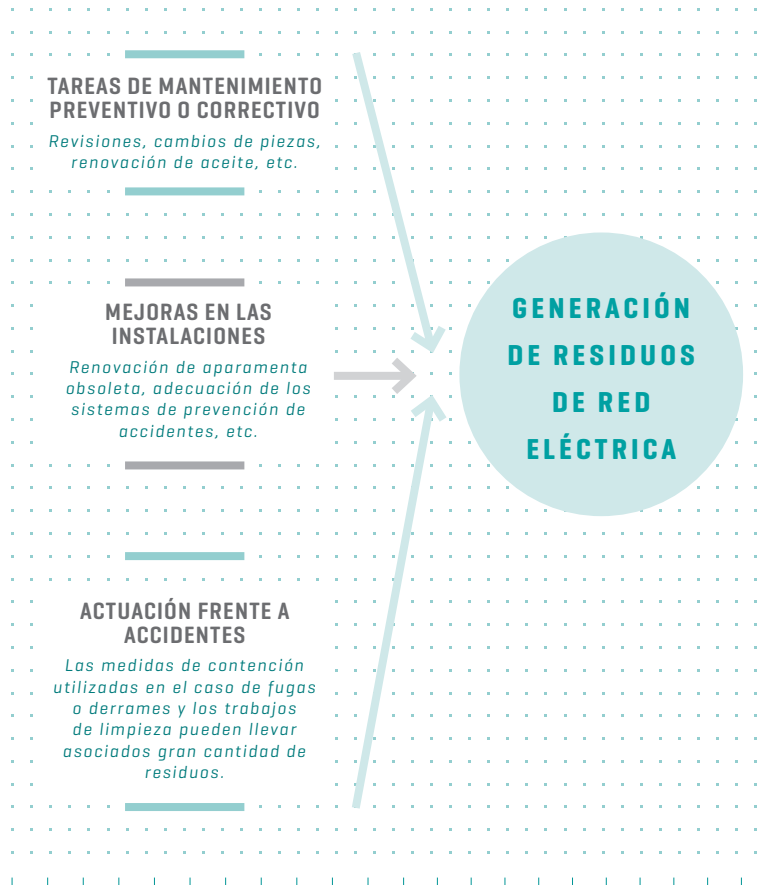 TAREAS DE MANTENIMIENTO
PREVENTIVO O CORRECTIVO
Revisiones, cambios de piezas,
renovación de aceite, etc.
MEJORAS EN LAS
INSTALACIONES
Renovación de aparamenta
obsoleta, adecuación de los
sistemas de prevención de
accidentes, etc.
ACTUACIÓN FRENTE A
ACCIDENTES
Las medidas de contención
utilizadas en el caso de fugas
o derrames y los trabajos
de limpieza pueden llevar
asociados gran cantidad de
residuos.
GENERACIÓN
DE RESIDUOS
DE RED
ELÉCTRICA